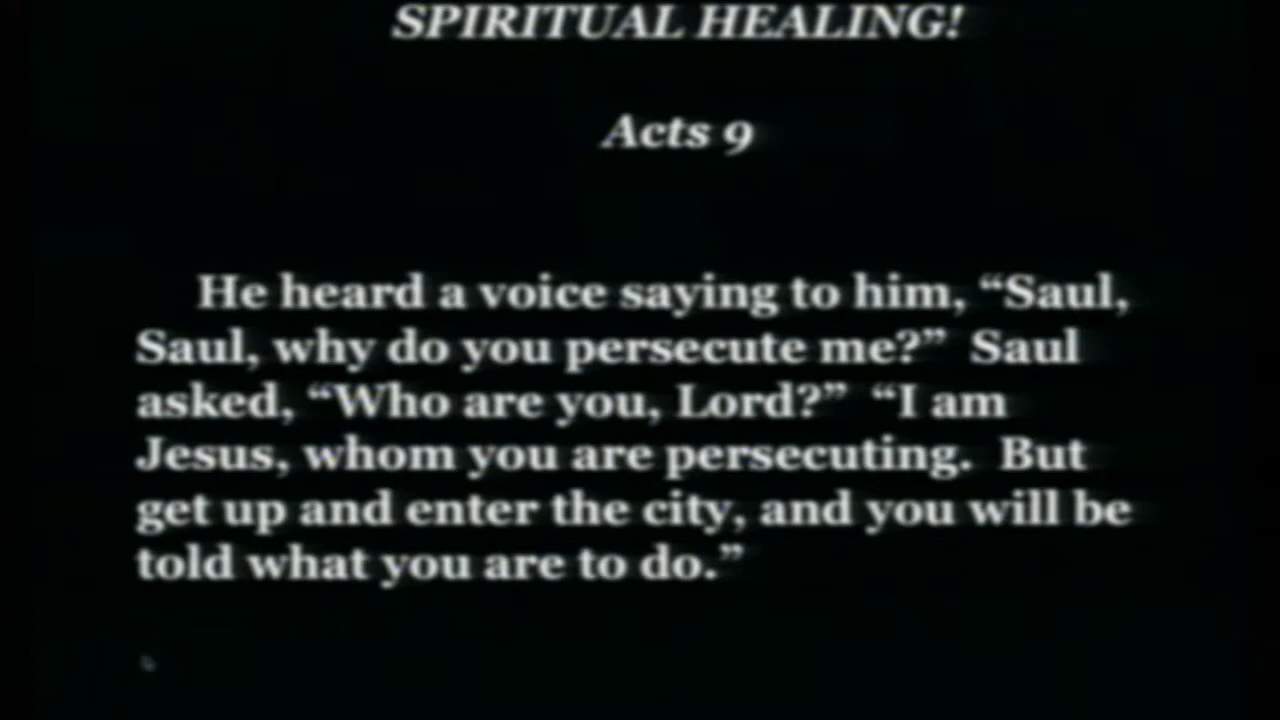 SPIRITUAL HEALING!
Acts 9
He heard a voice saying to him, “Saul,
Saul, why do you persecute me?” Saul
asked, “Who are you, Lord?” “I am
Jesus, whom you are persecuting. But
get up and enter the city, and you will be
told what you are to do.”